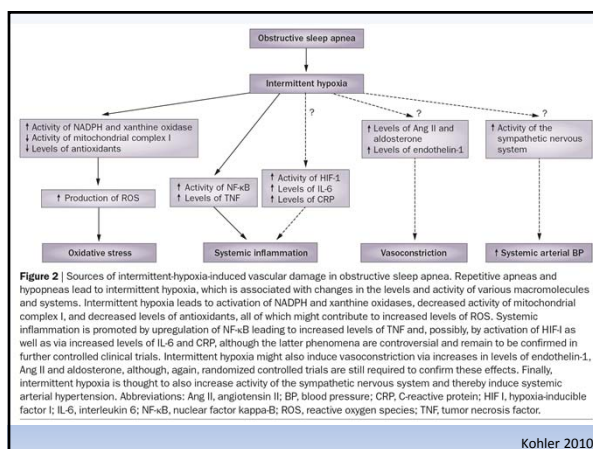 Obstructive sleep apnea
Intermittent hypoxia
?
?
?
↑ Activity of NADPH and xanthine oxidase
↓ Activity of mitochondrial complex I
↓ Levels of antioxidants
↑ Levels of Ang II and
aldosterone
↑ Levels of endothelin-1
↑ Activity of the
sympathetic nervous
system
↑ Production of ROS
↑ Activity of NF-κB
↑ Levels of TNF
↑ Activity of HIF-1
↑ Levels of IL-6
↑ Levels of CRP
Oxidative stress
Systemic inflammation
Vasoconstriction
↑ Systemic arterial BP
Figure 2 | Sources of intermittent-hypoxia-induced vascular damage in obstructive sleep apnea. Repetitive apneas and
hypopneas lead to intermittent hypoxia, which is associated with changes in the levels and activity of various macromolecules
and systems. Intermittent hypoxia leads to activation of NADPH and xanthine oxidases, decreased activity of mitochondrial
complex I, and decreased levels of antioxidants, all of which might contribute to increased levels of ROS. Systemic
inflammation is promoted by upregulation of NF-κB leading to increased levels of TNF and, possibly, by activation of HIF-I as
well as via increased levels of IL-6 and CRP, although the latter phenomena are controversial and remain to be confirmed in
further controlled clinical trials. Intermittent hypoxia might also induce vasoconstriction via increases in levels of endothelin-1,
Ang II and aldosterone, although, again, randomized controlled trials are still required to confirm these effects. Finally,
intermittent hypoxia is thought to also increase activity of the sympathetic nervous system and thereby induce systemic
arterial hypertension. Abbreviations: Ang II, angiotensin II; BP, blood pressure; CRP, C-reactive protein; HIF I, hypoxia-inducible
factor I; IL-6, interleukin 6; NF-κB, nuclear factor kappa-B; ROS, reactive oxygen species; TNF, tumor necrosis factor.
Kohler 2010